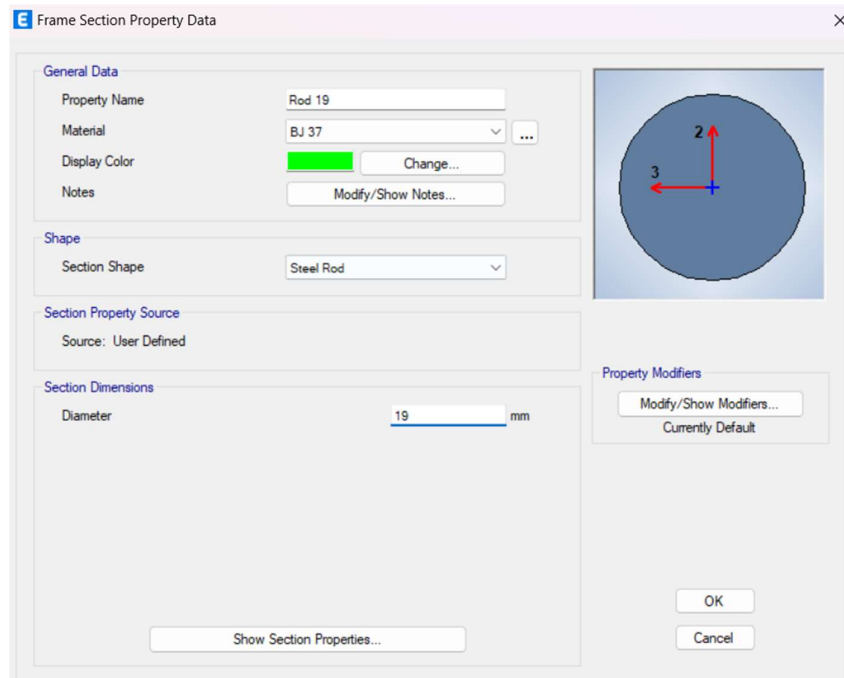 E Frame Section Property Data
General Data
Property Name Rod 19
Material BJ 37 ...
Display Color Change...
Notes Modify/Show Notes...
Shape
Section Shape Steel Rod
Section Property Source
Source: User Defined
Section Dimensions
Diameter 19 mm
Show Section Properties...
2
3
Property Modifiers
Modify/Show Modifiers...
Currently Default
OK
Cancel